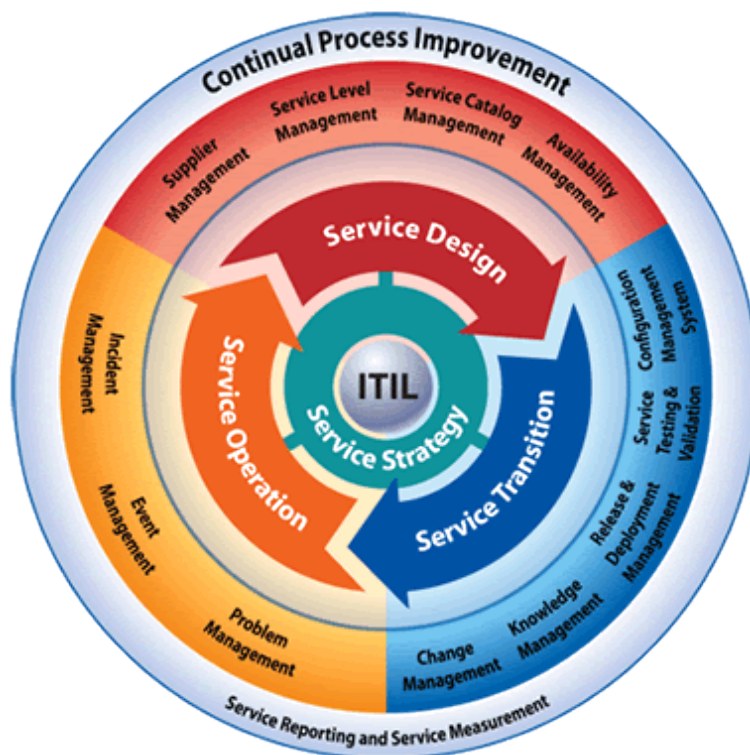 Continual Process Improvement
Supplier
Management
Service Level
Management
Service Catalog
Management
Availability
Management
Configuration
Management
System
Service
Testing &
Validation
Release &
Deployment
Management
Knowledge
Management
Change
Management
Problem
Management
Event
Management
Incident
Management
Service Design
Service Transition
Service Operation
Service Strategy
ITIL
Service Reporting and Service Measurement